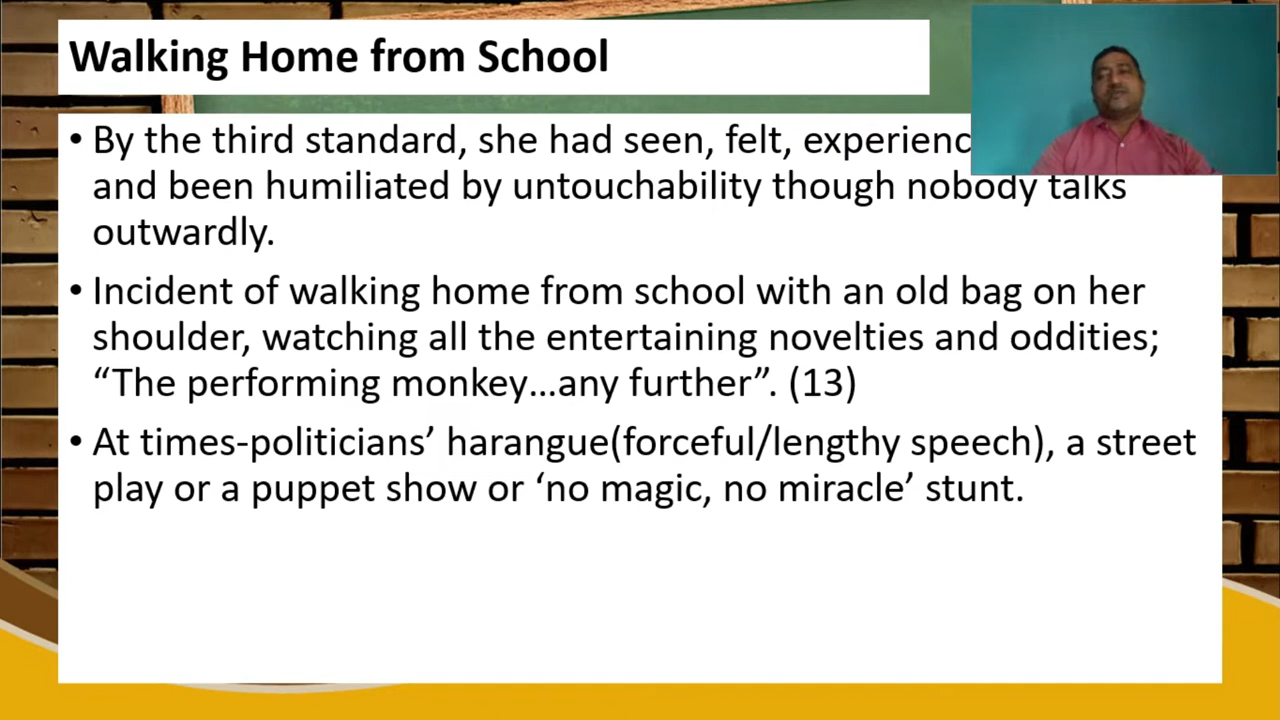 Walking Home from School
• By the third standard, she had seen, felt, experienc
and been humiliated by untouchability though nobody talks
outwardly.
• Incident of walking home from school with an old bag on her
shoulder, watching all the entertaining novelties and oddities;
“The performing monkey…any further”. (13)
• At times-politicians’ harangue(forceful/lengthy speech), a street
play or a puppet show or ‘no magic, no miracle’ stunt.